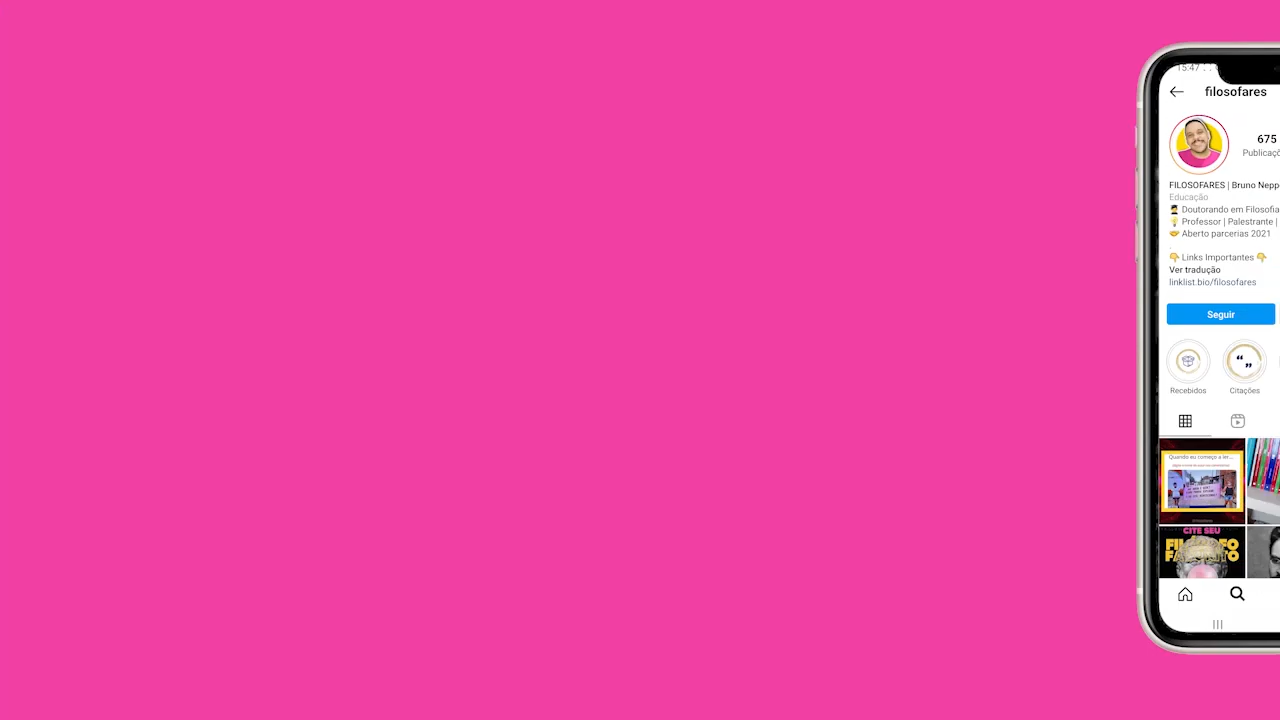 15:47
filosofares
675
Publicaçõ
FILOSOFARES | Bruno Nepp
Educação
Doutorando em Filosofia
Professor | Palestrante |
Aberto parcerias 2021
.
Links Importantes
Ver tradução
linklist.bio/filosofares
Seguir
Recebidos
Citações
Quando eu começo a ler...
CITE SEU